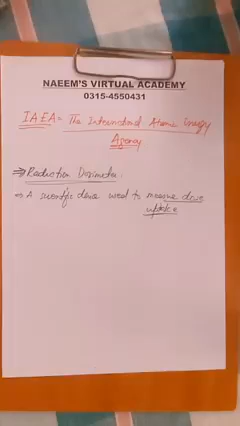 NAEEM'S VIRTUAL ACADEMY
0315-4550431
IAEA = The International Atomic Energy
Agency
⇒ Radiation Dosimeter:
⇒ A scientific device used to measure dose
uptake